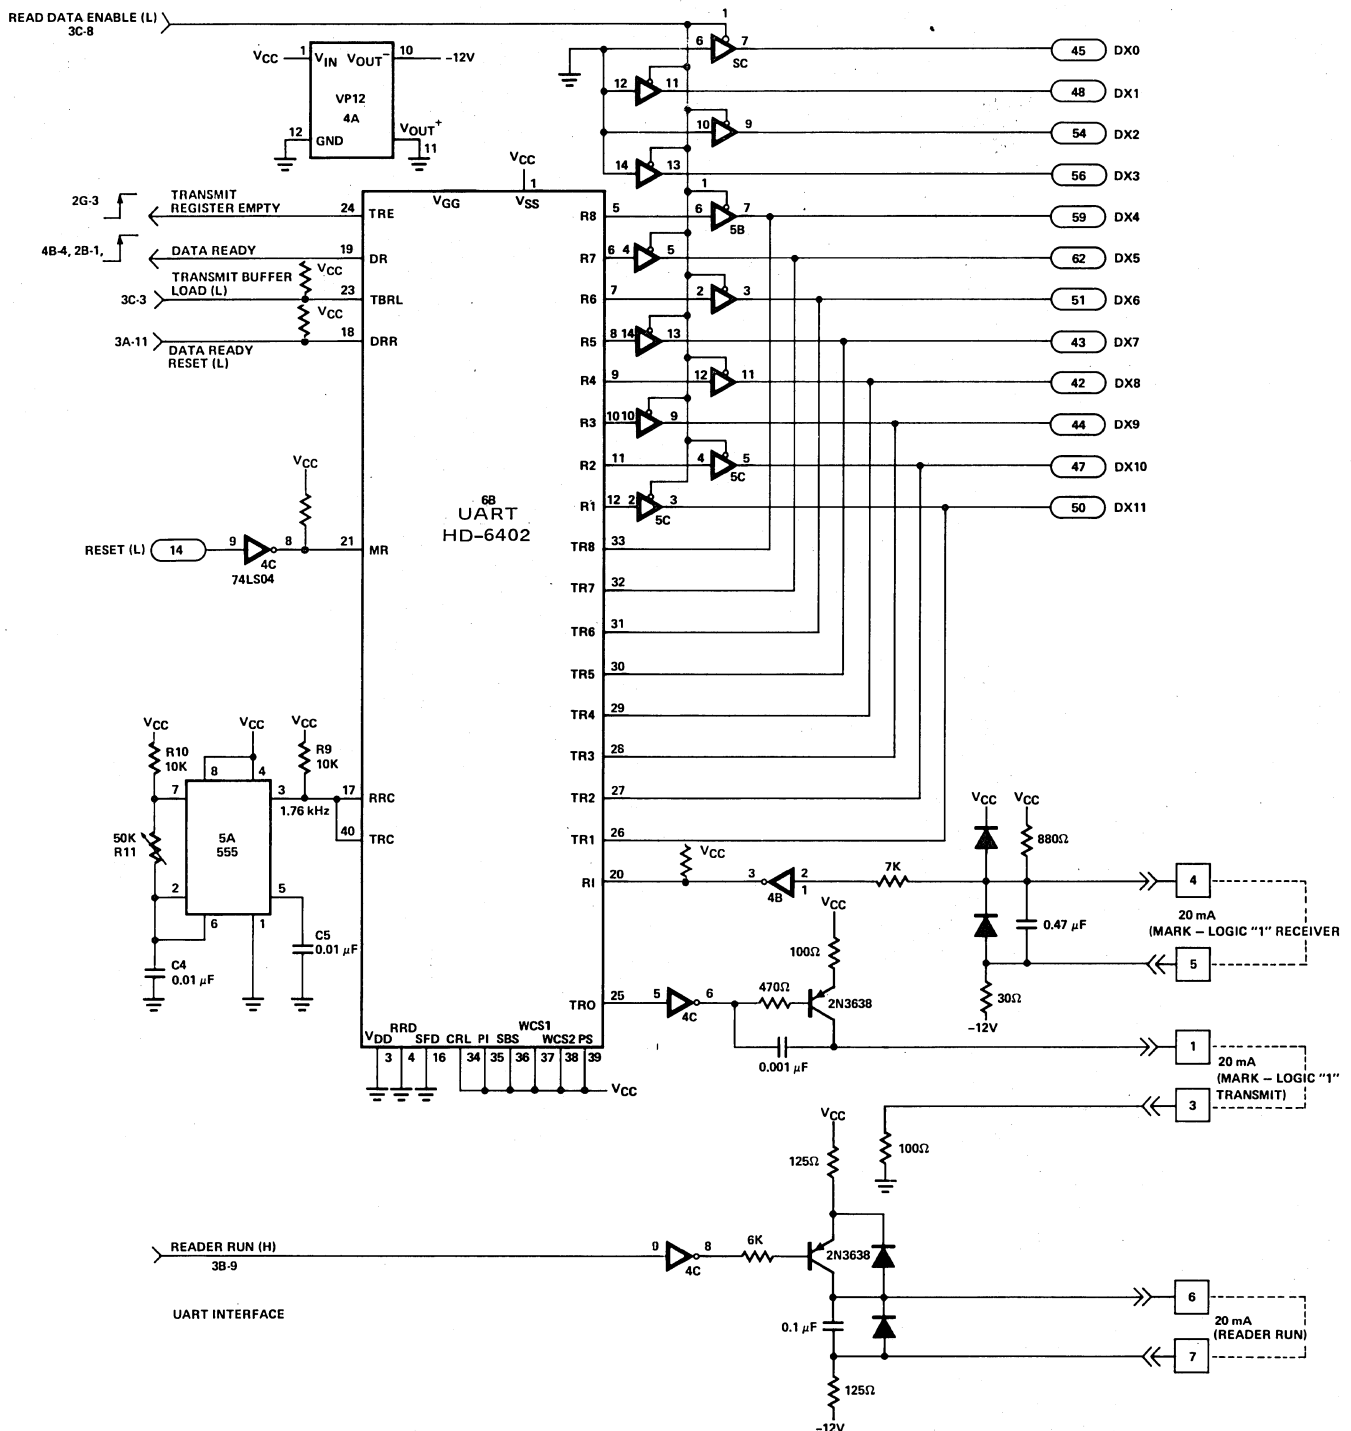 READ DATA ENABLE (L)
3C-8
VCC 1 VIN VOUT− 10 −12V
VP12
4A
12 GND VOUT+ 11
1
6 7 SC 45 DX0
12 11 48 DX1
10 9 54 DX2
14 13 56 DX3
VCC
1
VGG VSS
2G-3 TRANSMIT REGISTER EMPTY 24 TRE
4B-4, 2B-1, DATA READY 19 DR
VCC
3C-3 TRANSMIT BUFFER LOAD (L) 23 TBRL
VCC
3A-11 DATA READY RESET (L) 18 DRR
1
R8 5 6 7 5B 59 DX4
R7 6 4 5 62 DX5
R6 7 2 3 51 DX6
R5 8 14 13 43 DX7
R4 9 12 11 42 DX8
R3 10 10 9 44 DX9
R2 11 4 5 5C 47 DX10
R1 12 2 3 5C 50 DX11
6B
UART
HD-6402
VCC
RESET (L) 14 9 8 21 MR
4C
74LS04
TR8 33
TR7 32
TR6 31
TR5 30
TR4 29
TR3 28
TR2 27
TR1 26
VCC VCC VCC
R10 10K
R9 10K
8 4
7 3 17 RRC
1.76 kHz
50K R11
5A
555
40 TRC
2 5
6 1
C5
0.01 μF
C4
0.01 μF
RI 20 VCC 3 2 1 4B 7K
VCC VCC
880Ω
0.47 μF
30Ω
−12V
4
20 mA
(MARK – LOGIC "1" RECEIVER
5
TRO 25 5 6 4C
VCC
100Ω
470Ω
2N3638
0.001 μF
1
20 mA
(MARK – LOGIC "1"
TRANSMIT)
3
100Ω
VDD RRD SFD CRL PI SBS WCS1 WCS2 PS
3 4 16 34 35 36 37 38 39
VCC
VCC
125Ω
READER RUN (H)
3B-9
9 8 4C
6K
2N3638
0.1 μF
125Ω
−12V
6
20 mA
(READER RUN)
7
UART INTERFACE